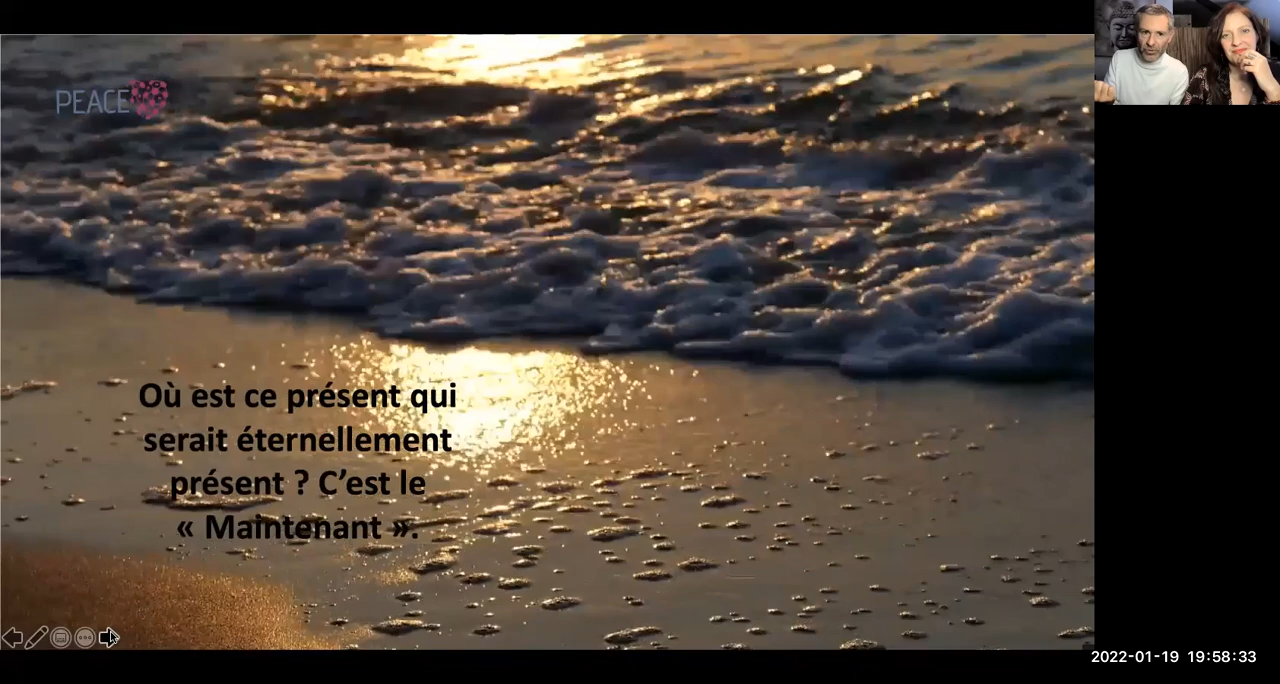 PEACE
Où est ce présent qui
serait éternellement
présent ? C’est le
« Maintenant ».
2022-01-19 19:58:33